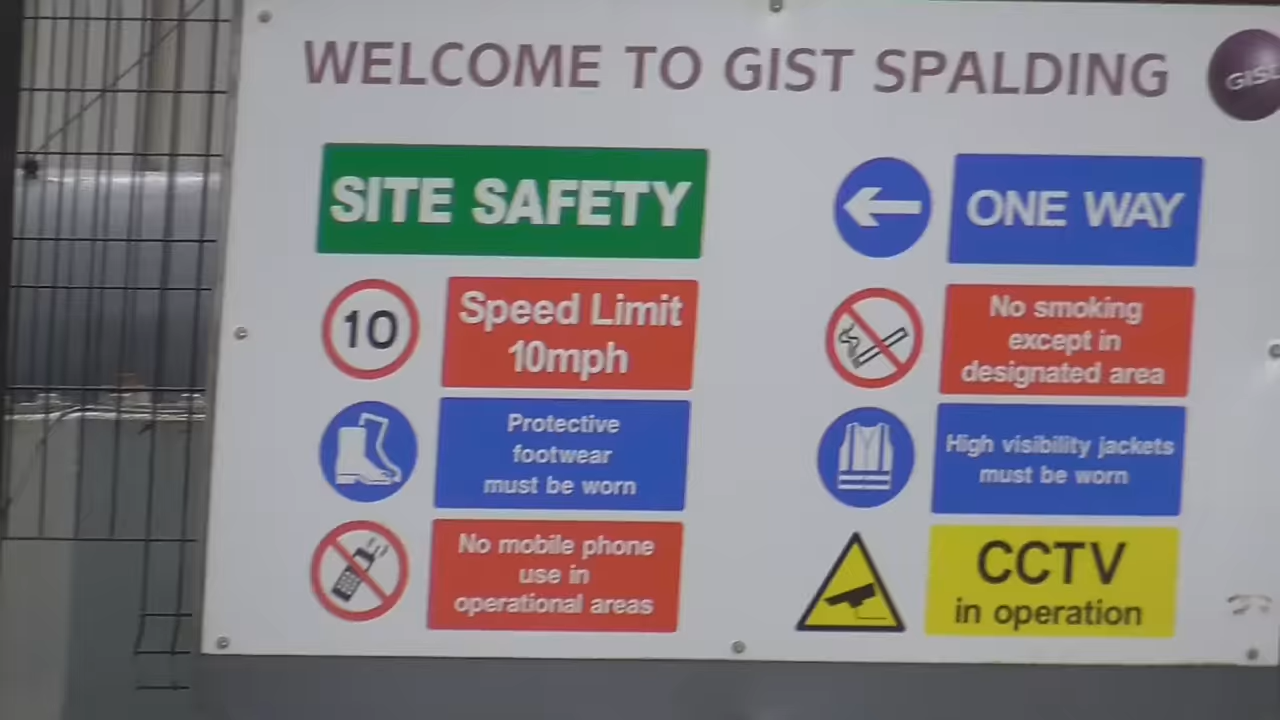 WELCOME TO GIST SPALDING
GIST
SITE SAFETY
ONE WAY
10
Speed Limit
10mph
No smoking
except in
designated area
Protective
footwear
must be worn
High visibility jackets
must be worn
No mobile phone
use in
operational areas
CCTV
in operation